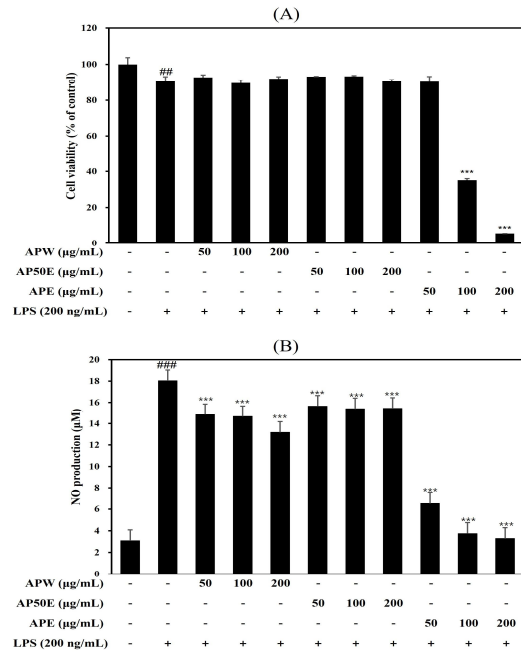 (A)
Cell viability (% of control)
120
100
80
60
40
20
0
##
***
***
APW (µg/mL) - - 50 100 200 - - - - - -
AP50E (µg/mL) - - - - - 50 100 200 - - -
APE (µg/mL) - - - - - - - - 50 100 200
LPS (200 ng/mL) - + + + + + + + + + +
(B)
NO production (µM)
20
18
16
14
12
10
8
6
4
2
0
###
***
***
***
***
***
***
***
***
***
APW (µg/mL) - - 50 100 200 - - - - - -
AP50E (µg/mL) - - - - - 50 100 200 - - -
APE (µg/mL) - - - - - - - - 50 100 200
LPS (200 ng/mL) - + + + + + + + + + +